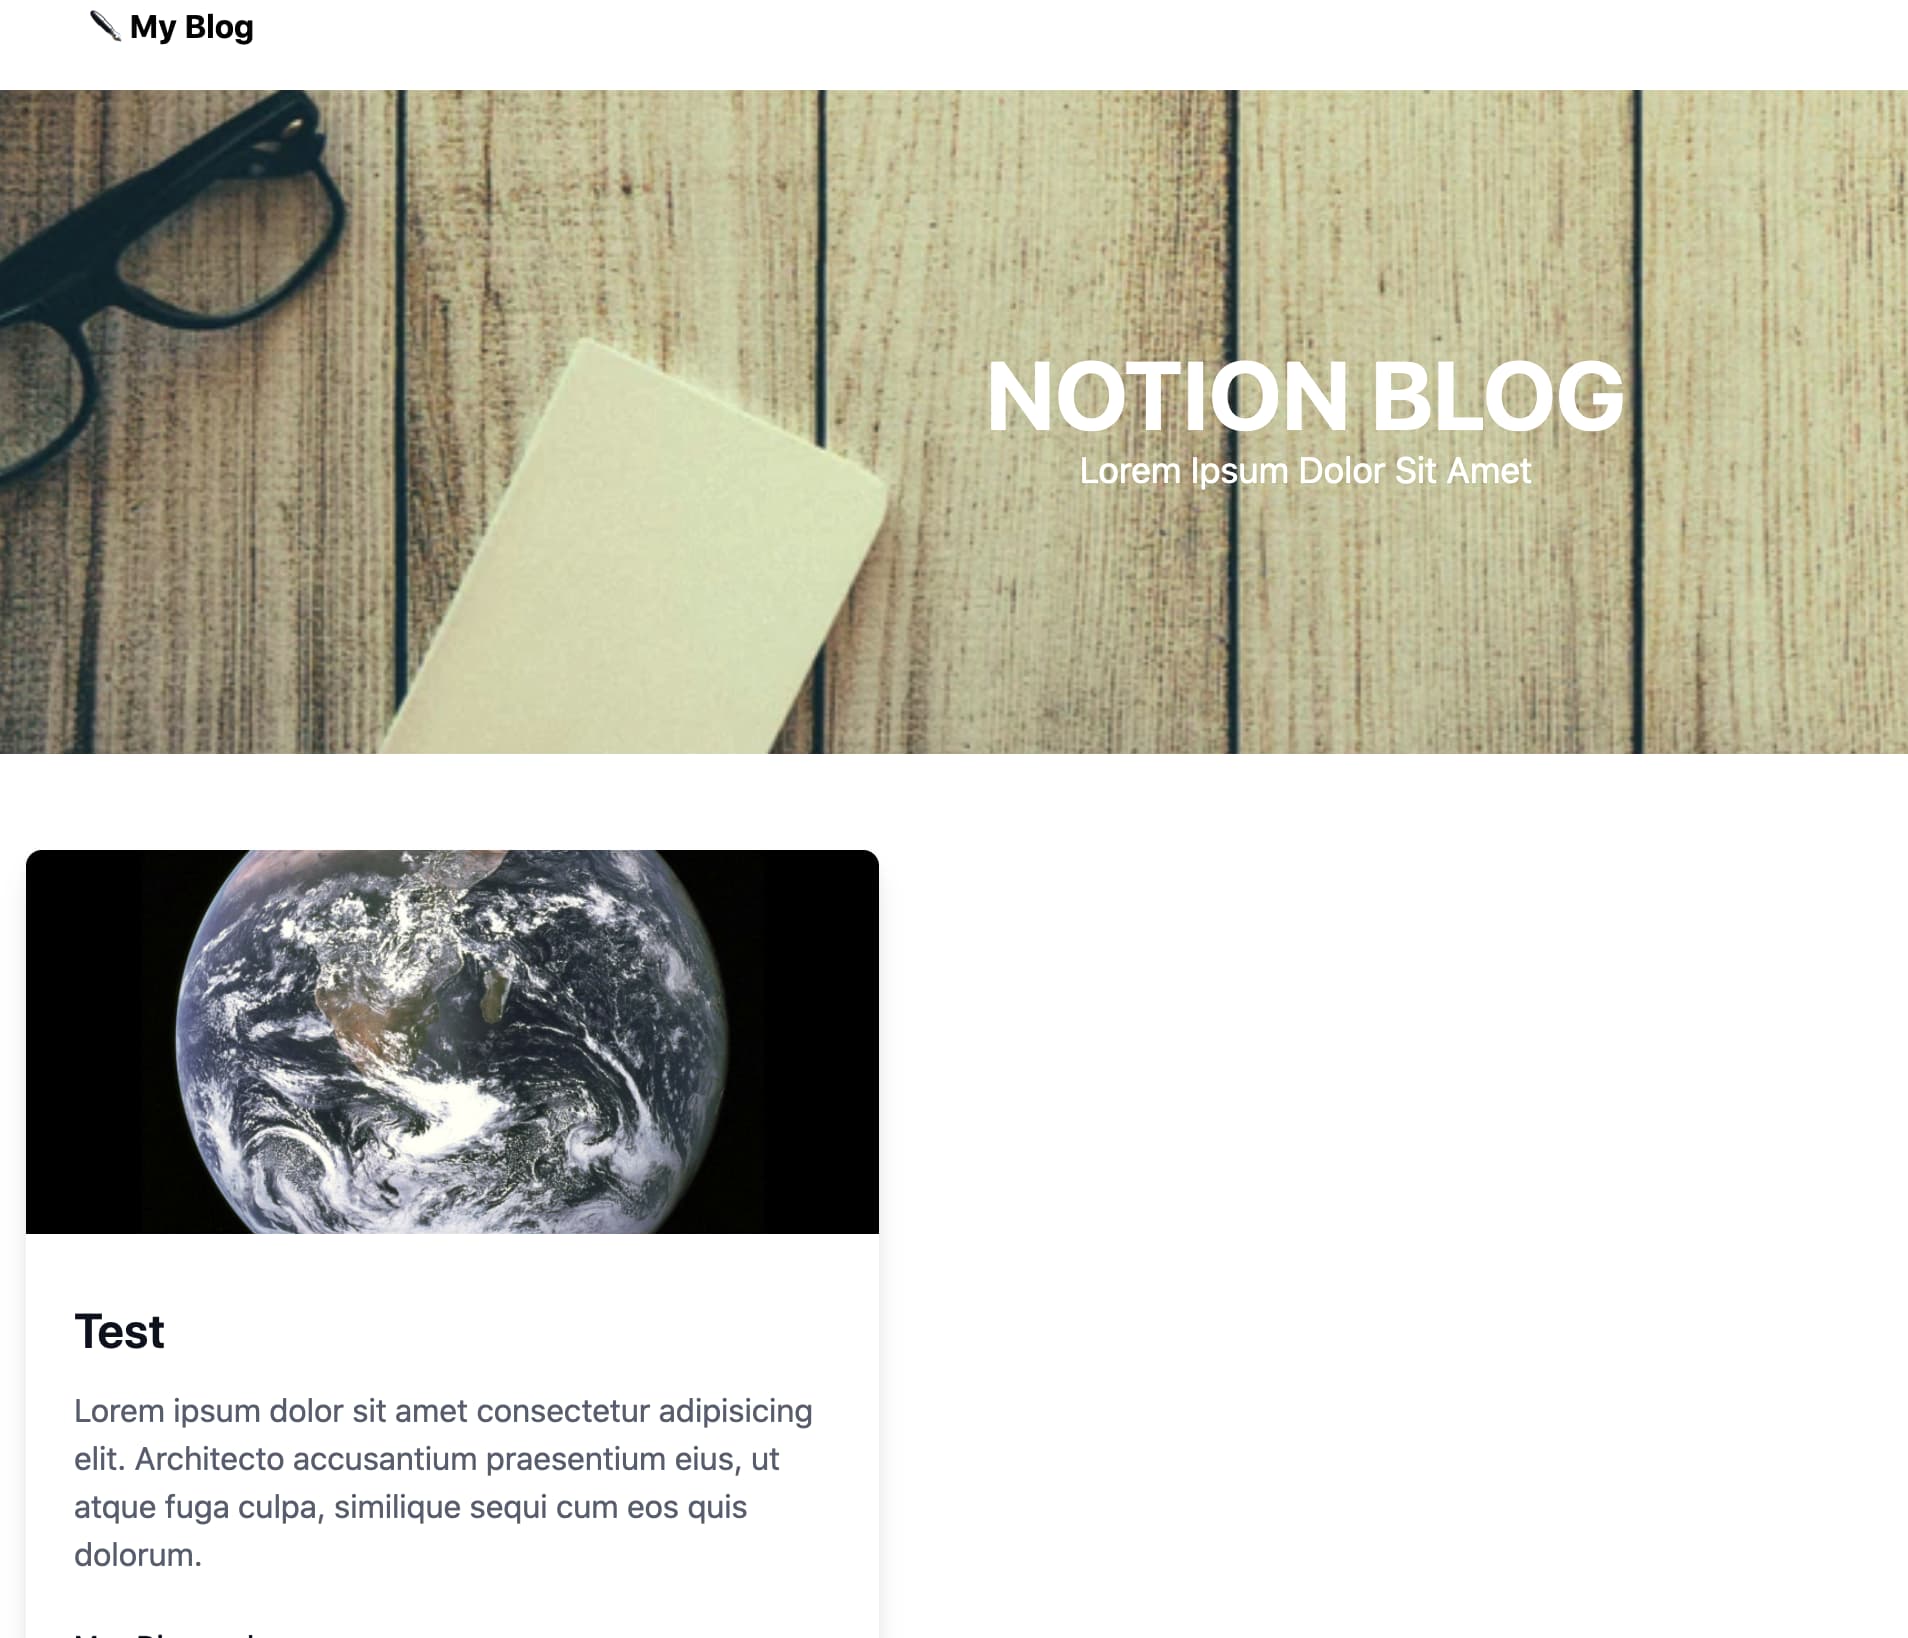 My Blog
NOTION BLOG
Lorem Ipsum Dolor Sit Amet
Test
Lorem ipsum dolor sit amet consectetur adipisicing
elit. Architecto accusantium praesentium eius, ut
atque fuga culpa, similique sequi cum eos quis
dolorum.